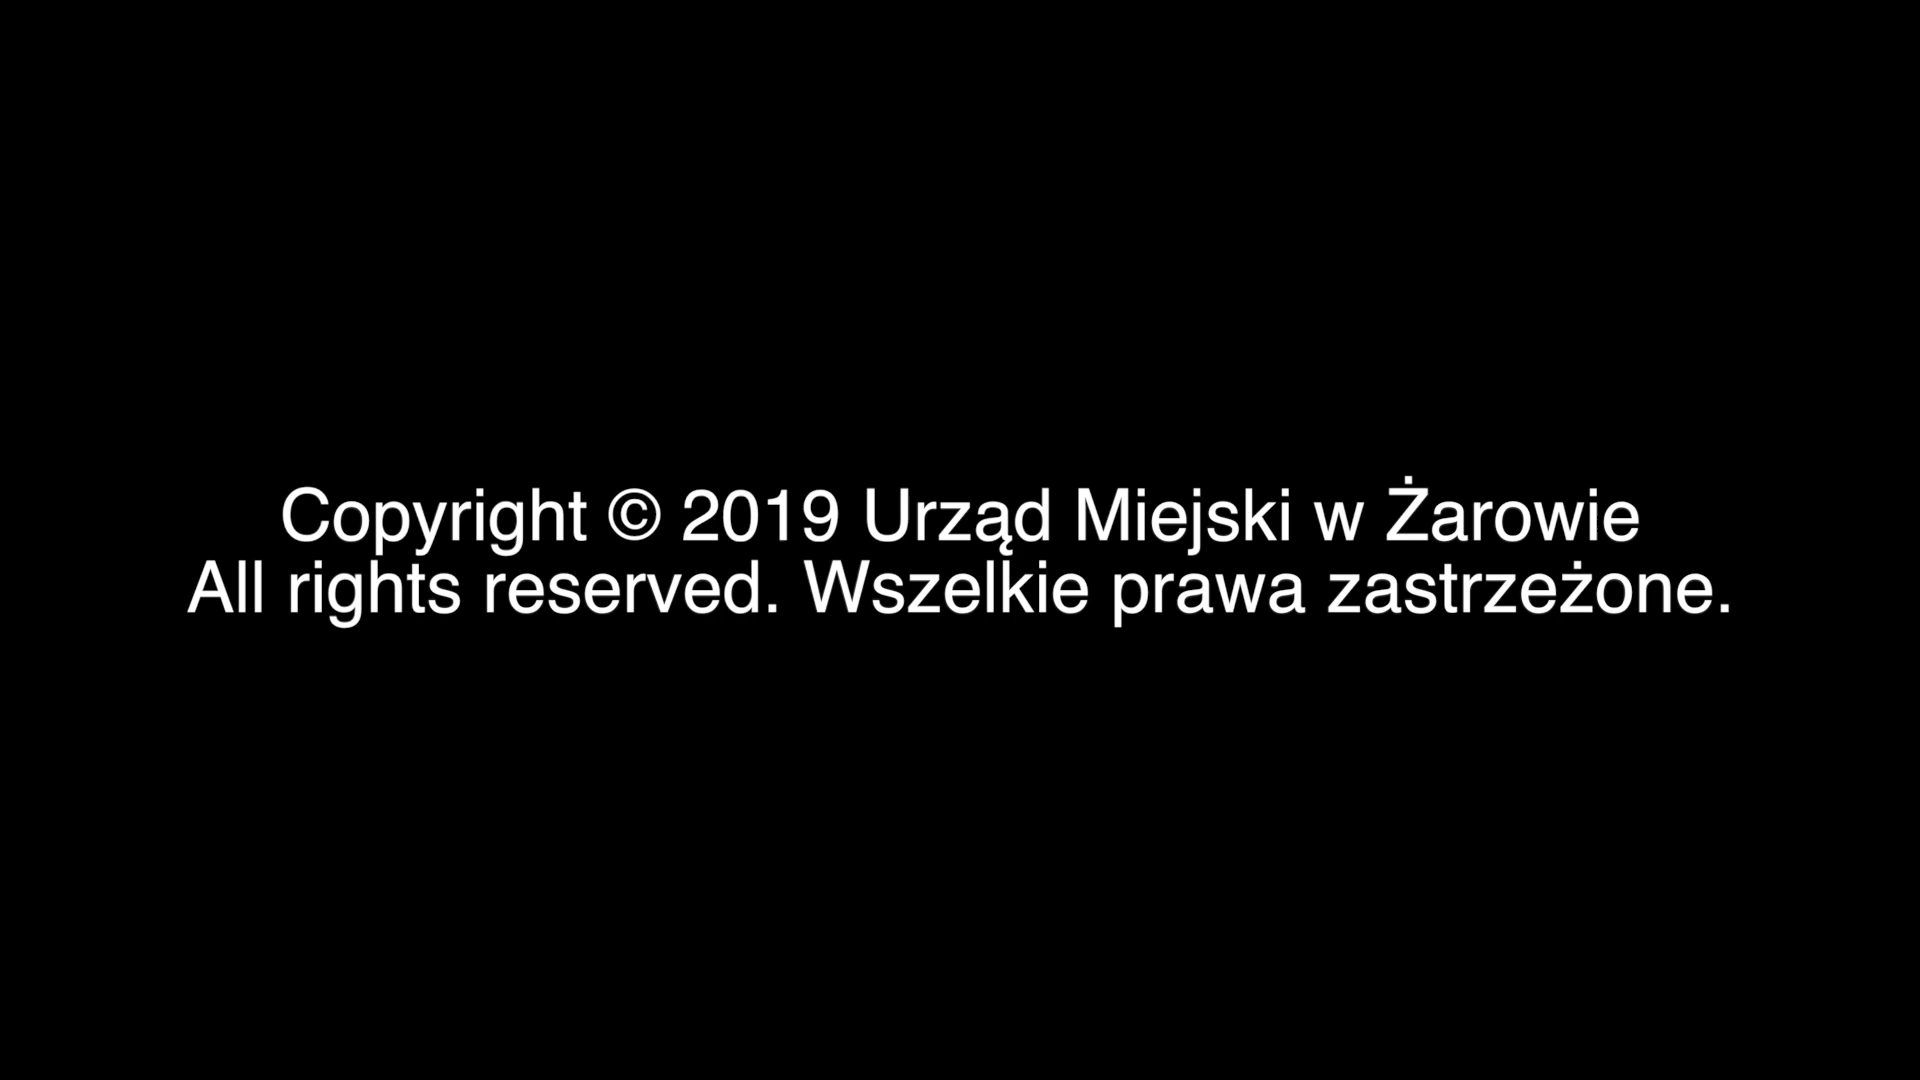 Copyright © 2019 Urząd Miejski w Żarowie
All rights reserved. Wszelkie prawa zastrzeżone.